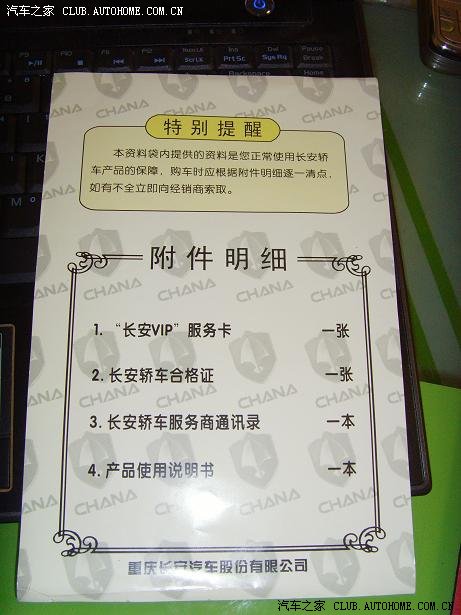 汽车之家 CLUB.AUTOHOME.COM.CN
特别提醒
本资料袋内提供的资料是您正常使用长安轿
车产品的保障，购车时应根据附件明细逐一清点，
如有不全立即向经销商索取。
附件明细
1. “长安VIP”服务卡 一张
2. 长安轿车合格证 一张
3. 长安轿车服务商通讯录 一本
4. 产品使用说明书 一本
重庆长安汽车股份有限公司
CHANA
汽车之家 CLUB.AUTOHOME.COM.CN